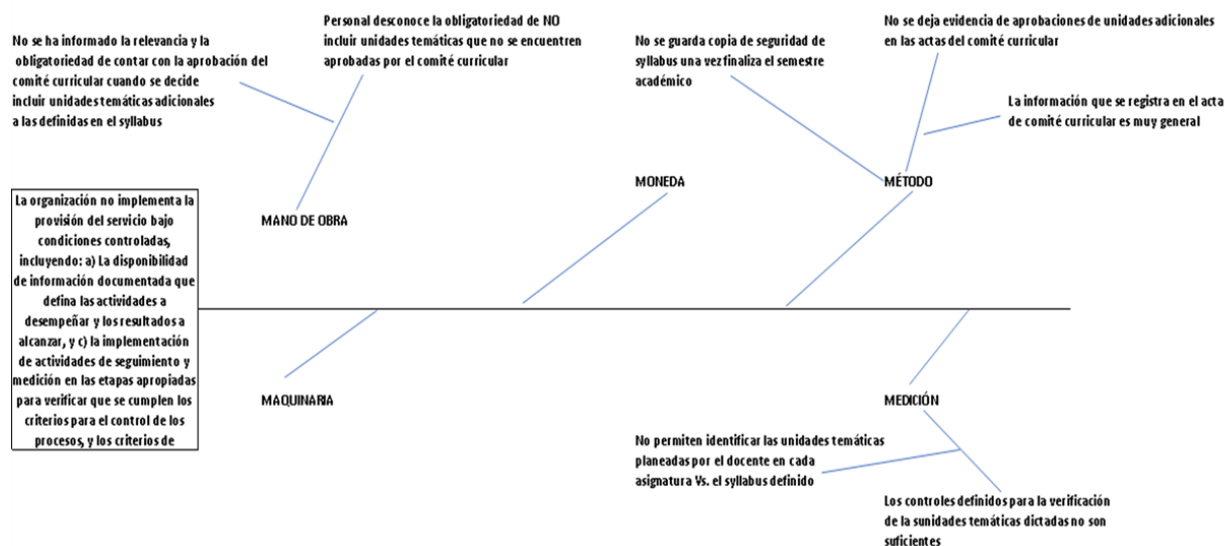 No se ha informado la relevancia y la
obligatoriedad de contar con la aprobación del
comité curricular cuando se decide
incluir unidades temáticas adicionales
a las definidas en el syllabus
Personal desconoce la obligatoriedad de NO
incluir unidades temáticas que no se encuentren
aprobadas por el comité curricular
No se guarda copia de seguridad de
syllabus una vez finaliza el semestre
académico
No se deja evidencia de aprobaciones de unidades adicionales
en las actas del comité curricular
La información que se registra en el acta
de comité curricular es muy general
MANO DE OBRA
MONEDA
MÉTODO
La organización no implementa la
provisión del servicio bajo
condiciones controladas,
incluyendo: a) La disponibilidad
de información documentada que
defina las actividades a
desempeñar y los resultados a
alcanzar, y c) la implementación
de actividades de seguimiento y
medición en las etapas apropiadas
para verificar que se cumplen los
criterios para el control de los
procesos, y los criterios de
MAQUINARIA
MEDICIÓN
No permiten identificar las unidades temáticas
planeadas por el docente en cada
asignatura Vs. el syllabus definido
Los controles definidos para la verificación
de la sunidades temáticas dictadas no son
suficientes